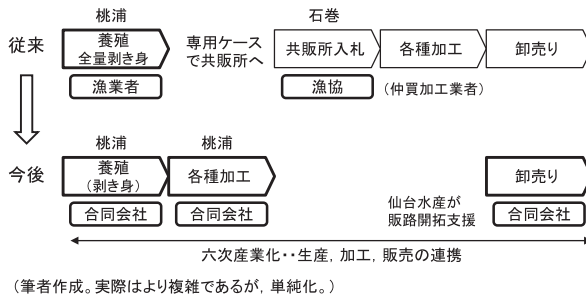 桃浦
石巻
従来
養殖
全量剥き身
専用ケース
で共販所へ
共販所入札
各種加工
卸売り
漁業者
漁協
(仲買加工業者)
桃浦
桃浦
今後
養殖
(剥き身)
各種加工
卸売り
合同会社
合同会社
仙台水産が
販路開拓支援
合同会社
六次産業化・・生産, 加工, 販売の連携
(筆者作成。実際はより複雑であるが, 単純化。)